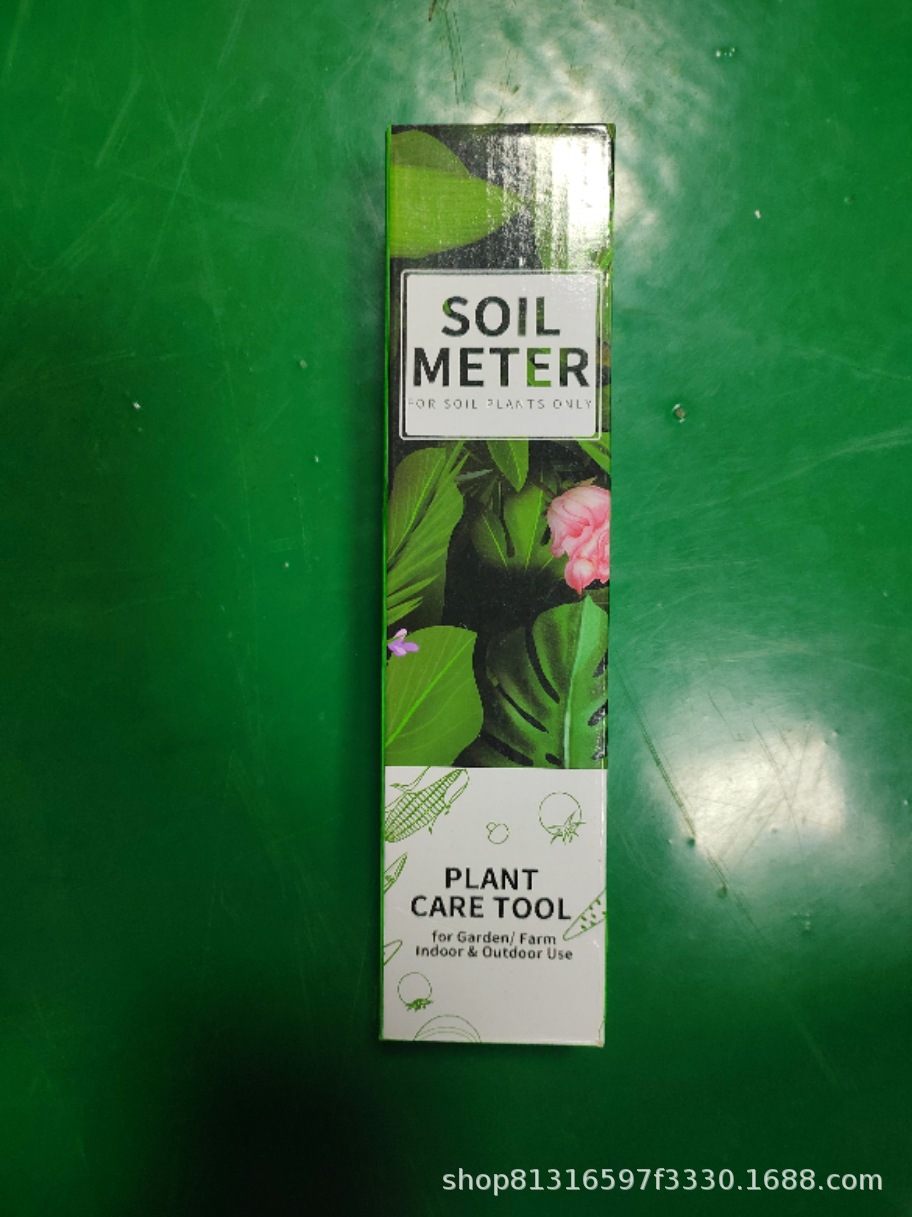 SOIL
METER
FOR SOIL PLANTS ONLY
PLANT
CARE TOOL
for Garden/ Farm
Indoor & Outdoor Use
shop81316597f3330.1688.com